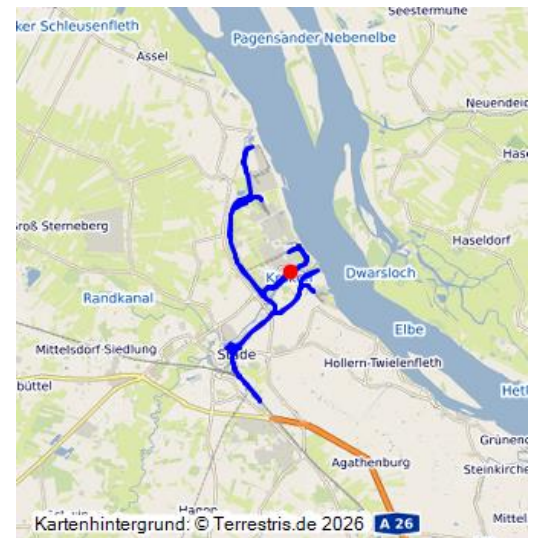 Seestermühe
ker Schleusenfleth
Pagensander Nebenelbe
Assel
Neuendeic
Has
Groß Sterneberg
Haseldorf
Dwarsloch
Randkanal
Elbe
Mittelsdorf-Siedlung
Stade
Hollern-Twielenfleth
büttel
Hetl
Grünend
Agathenburg
Steinkirche
Hagen
Mittel
Kartenhintergrund: © Terrestris.de 2026
A 26